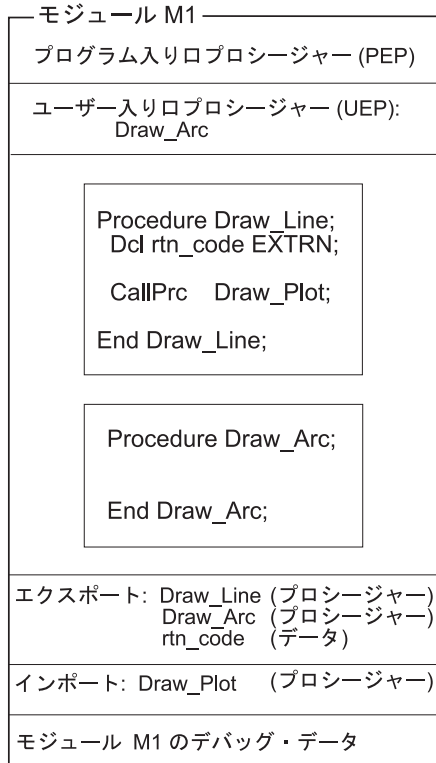 モジュール M1
プログラム入り口プロシージャー (PEP)
ユーザー入り口プロシージャー (UEP):
Draw_Arc
Procedure Draw_Line;
Dcl rtn_code EXTRN;
CallPrc Draw_Plot;
End Draw_Line;
Procedure Draw_Arc;
End Draw_Arc;
エクスポート: Draw_Line (プロシージャー)
Draw_Arc (プロシージャー)
rtn_code (データ)
インポート: Draw_Plot (プロシージャー)
モジュール M1 のデバッグ・データ